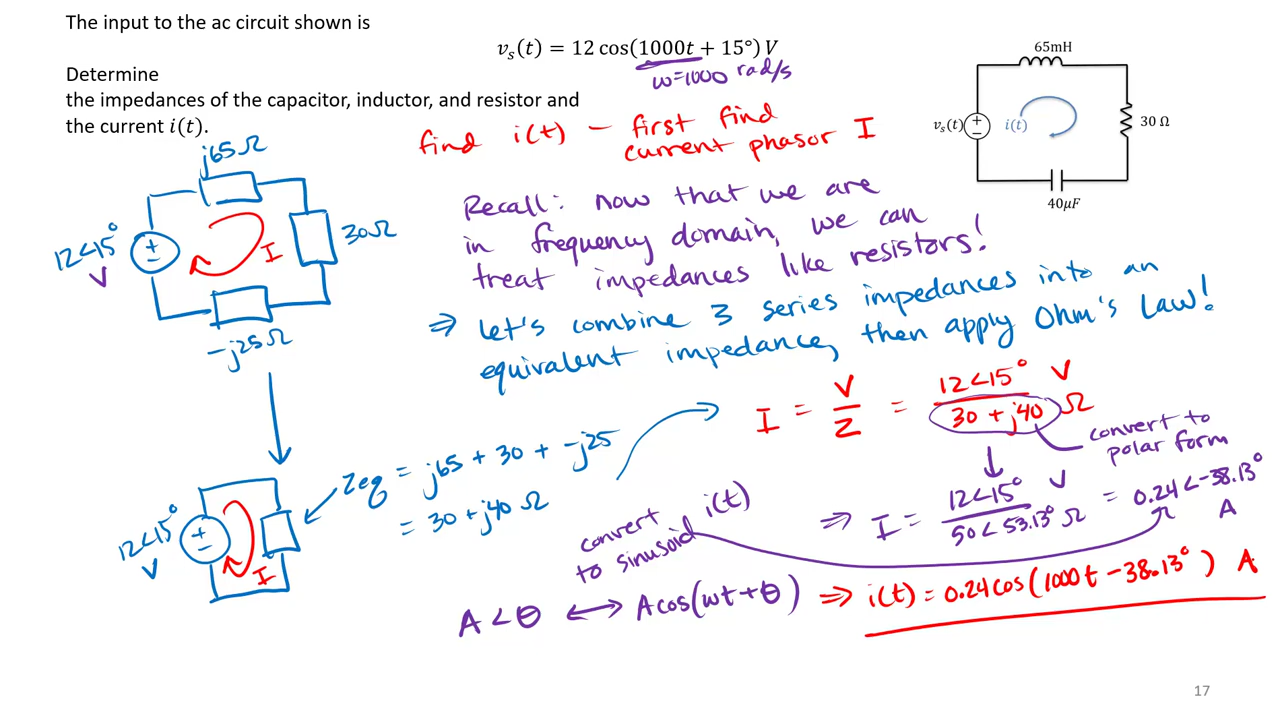 The input to the ac circuit shown is
v_s(t) = 12 cos(1000t + 15°) V
ω=1000 rad/s
Determine
the impedances of the capacitor, inductor, and resistor and
the current i(t).
65mH
v_s(t)
+
−
i(t)
30 Ω
40μF
find i(t) – first find
current phasor I
j65Ω
12<15° V
+
−
I
30Ω
-j25Ω
Recall: now that we are
in frequency domain, we can
treat impedances like resistors!
⇒ Let's combine 3 series impedances into an
equivalent impedance, then apply Ohm's Law!
I = V/Z = 12<15° V / 30 + j40 Ω
convert to
polar form
⇒ I = 12<15° V / 50<53.13° Ω = 0.24<-38.13° A
Zeq = j65 + 30 + -j25
= 30+j40 Ω
12<15° V
+
−
I
convert
to sinusoid i(t)
A<θ ⟷ Acos(ωt+θ) ⇒ i(t) = 0.24cos(1000t-38.13°) A
17